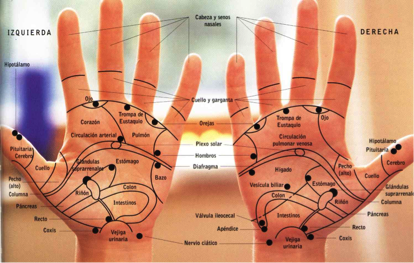 IZQUIERDA
Cabeza y senos
nasales
DERECHA
Hipotálamo
Ojo
Trompa de
Eustaquio
Corazón
Circulación arterial
Pulmón
Cuello y garganta
Orejas
Plexo solar
Hombros
Diafragma
Pituitaria
Cerebro
Cuello
Glándulas
suprarrenales
Estómago
Bazo
Pecho
(alto)
Columna
Riñón
Colon
Intestinos
Páncreas
Recto
Coxis
Vejiga
urinaria
Nervio ciático
Válvula ileocecal
Apéndice
Trompa de
Eustaquio
Ojo
Circulación
pulmonar venosa
Hígado
Vesícula biliar
Estómago
Colon
Riñón
Intestinos
Vejiga
urinaria
Pecho
(alto)
Hipotálamo
Pituitaria
Cerebro
Cuello
Glándulas
suprarrenales
Columna
Páncreas
Recto
Coxis